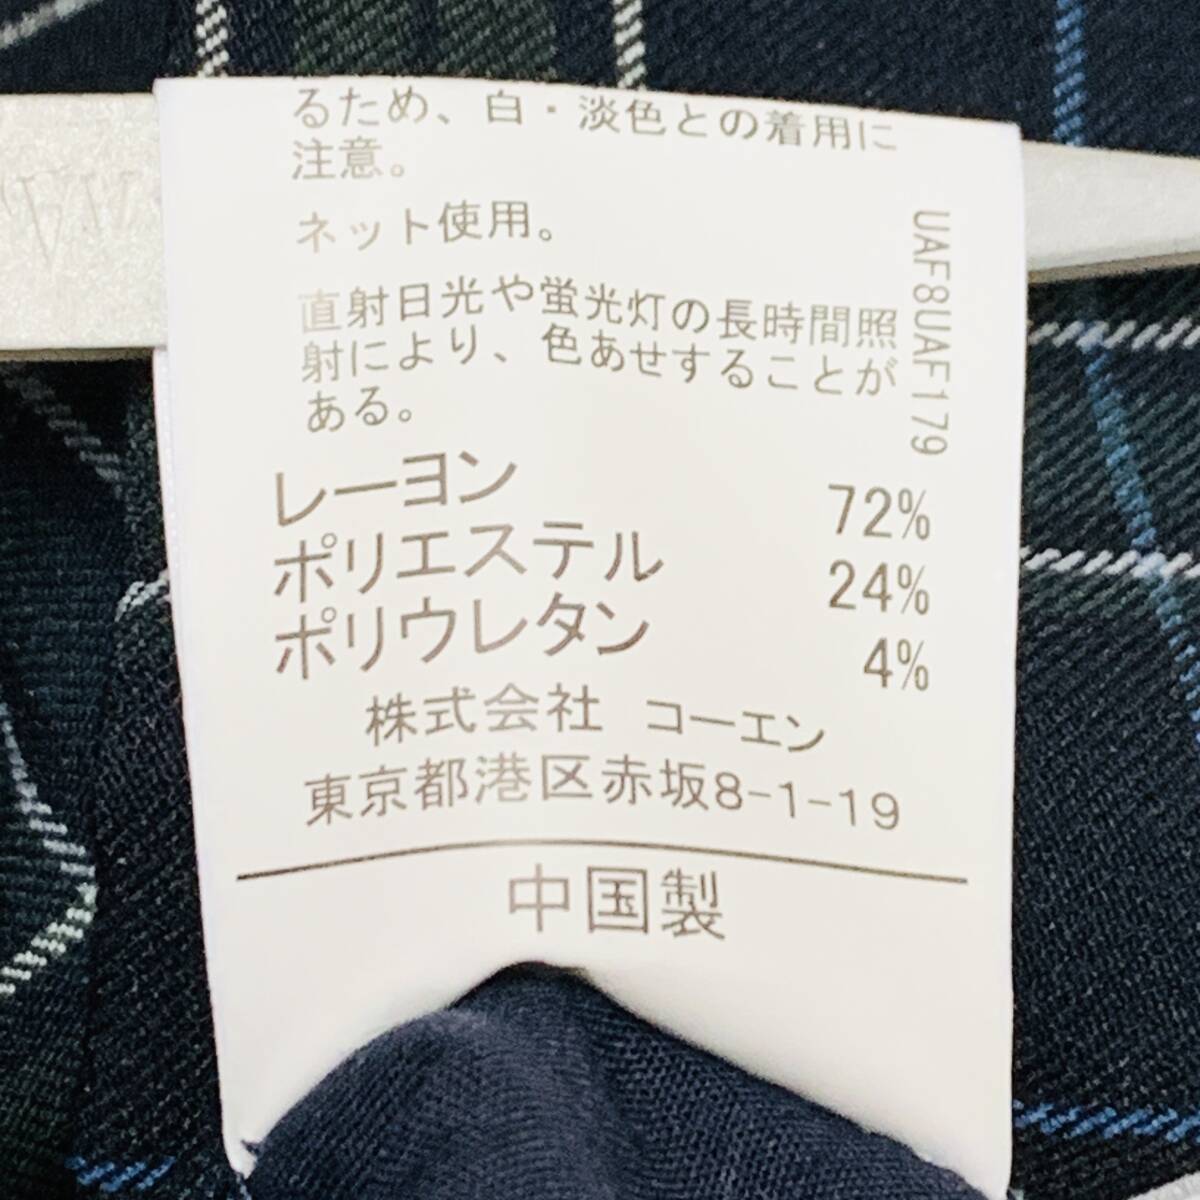 るため、白・淡色との着用に
注意。
ネット使用。
直射日光や蛍光灯の長時間照
射により、色あせすることが
ある。
UAF8UAF179
レーヨン 72%
ポリエステル 24%
ポリウレタン 4%
株式会社 コーエン
東京都港区赤坂8-1-19
中国製